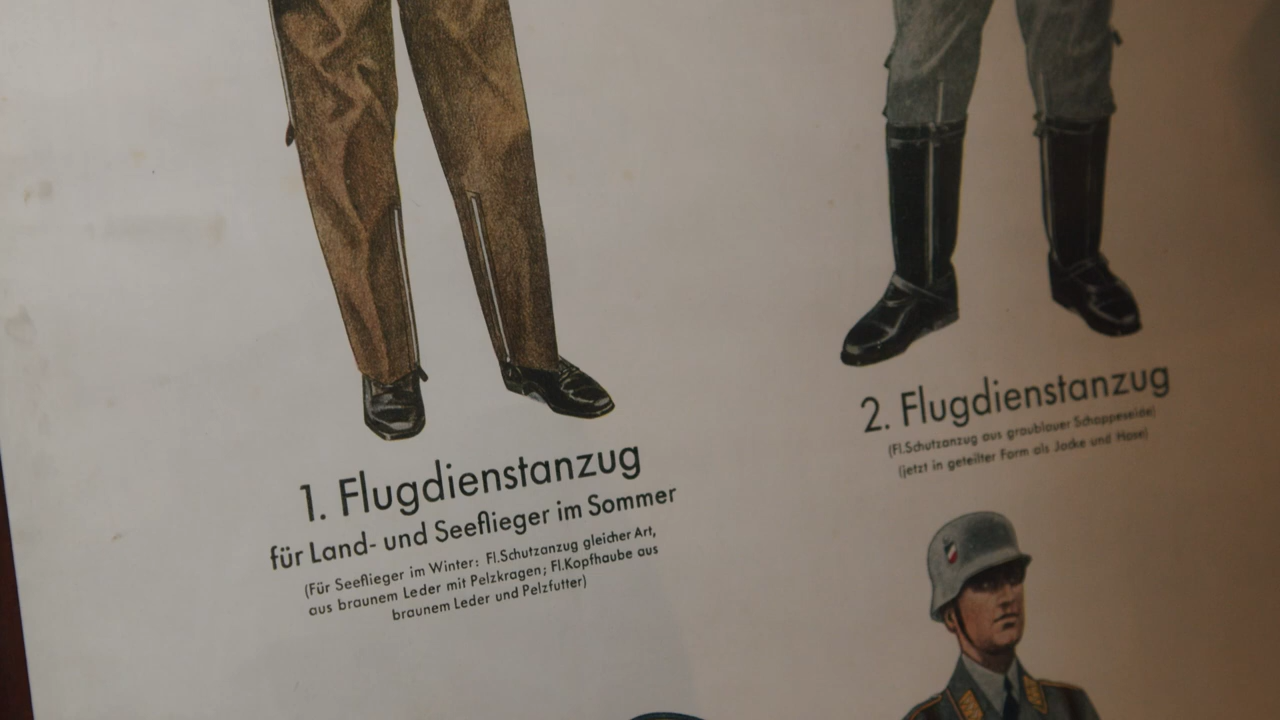 1. Flugdienstanzug
für Land- und Seeflieger im Sommer
(Für Seeflieger im Winter: Fl.Schutzanzug gleicher Art,
aus braunem Leder mit Pelzkragen; Fl.Kopfhaube aus
braunem Leder und Pelzfutter)
2. Flugdienstanzug
(Fl.Schutzanzug aus graublauer Schappeseide)
(jetzt in geteilter Form als Jacke und Hose)